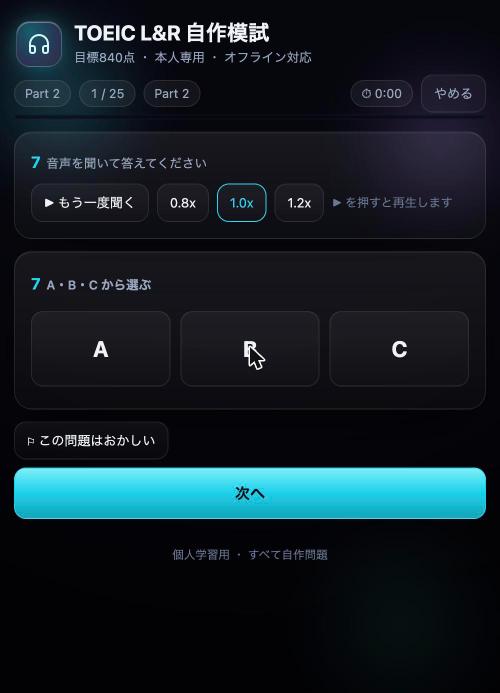 TOEIC L&R 自作模試
目標840点 ・ 本人専用 ・ オフライン対応
Part 2 1 / 25 Part 2 ⏱ 0:00 やめる
7 音声を聞いて答えてください
▶ もう一度聞く 0.8x 1.0x 1.2x ▶ を押すと再生します
7 A・B・C から選ぶ
A B C
⚐ この問題はおかしい
次へ
個人学習用 ・ すべて自作問題